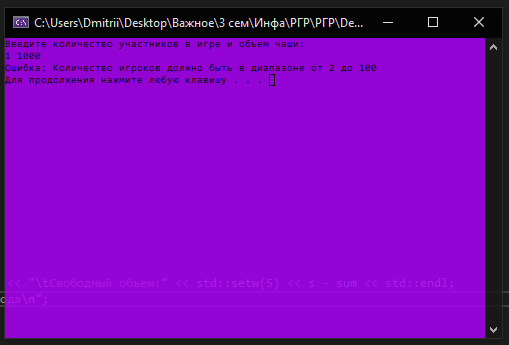 C:\Users\Dmitrii\Desktop\Важное\3 сем\Инфа\РГР\РГР\De...
Введите количество участников в игре и объем чаши:
1 1000
Ошибка: Количество игроков должно быть в диапазоне от 2 до 100
Для продолжения нажмите любую клавишу . . .
<< "\tСвободный объем:" << std::setw(5) << s - sum << std::endl;
ода\n";